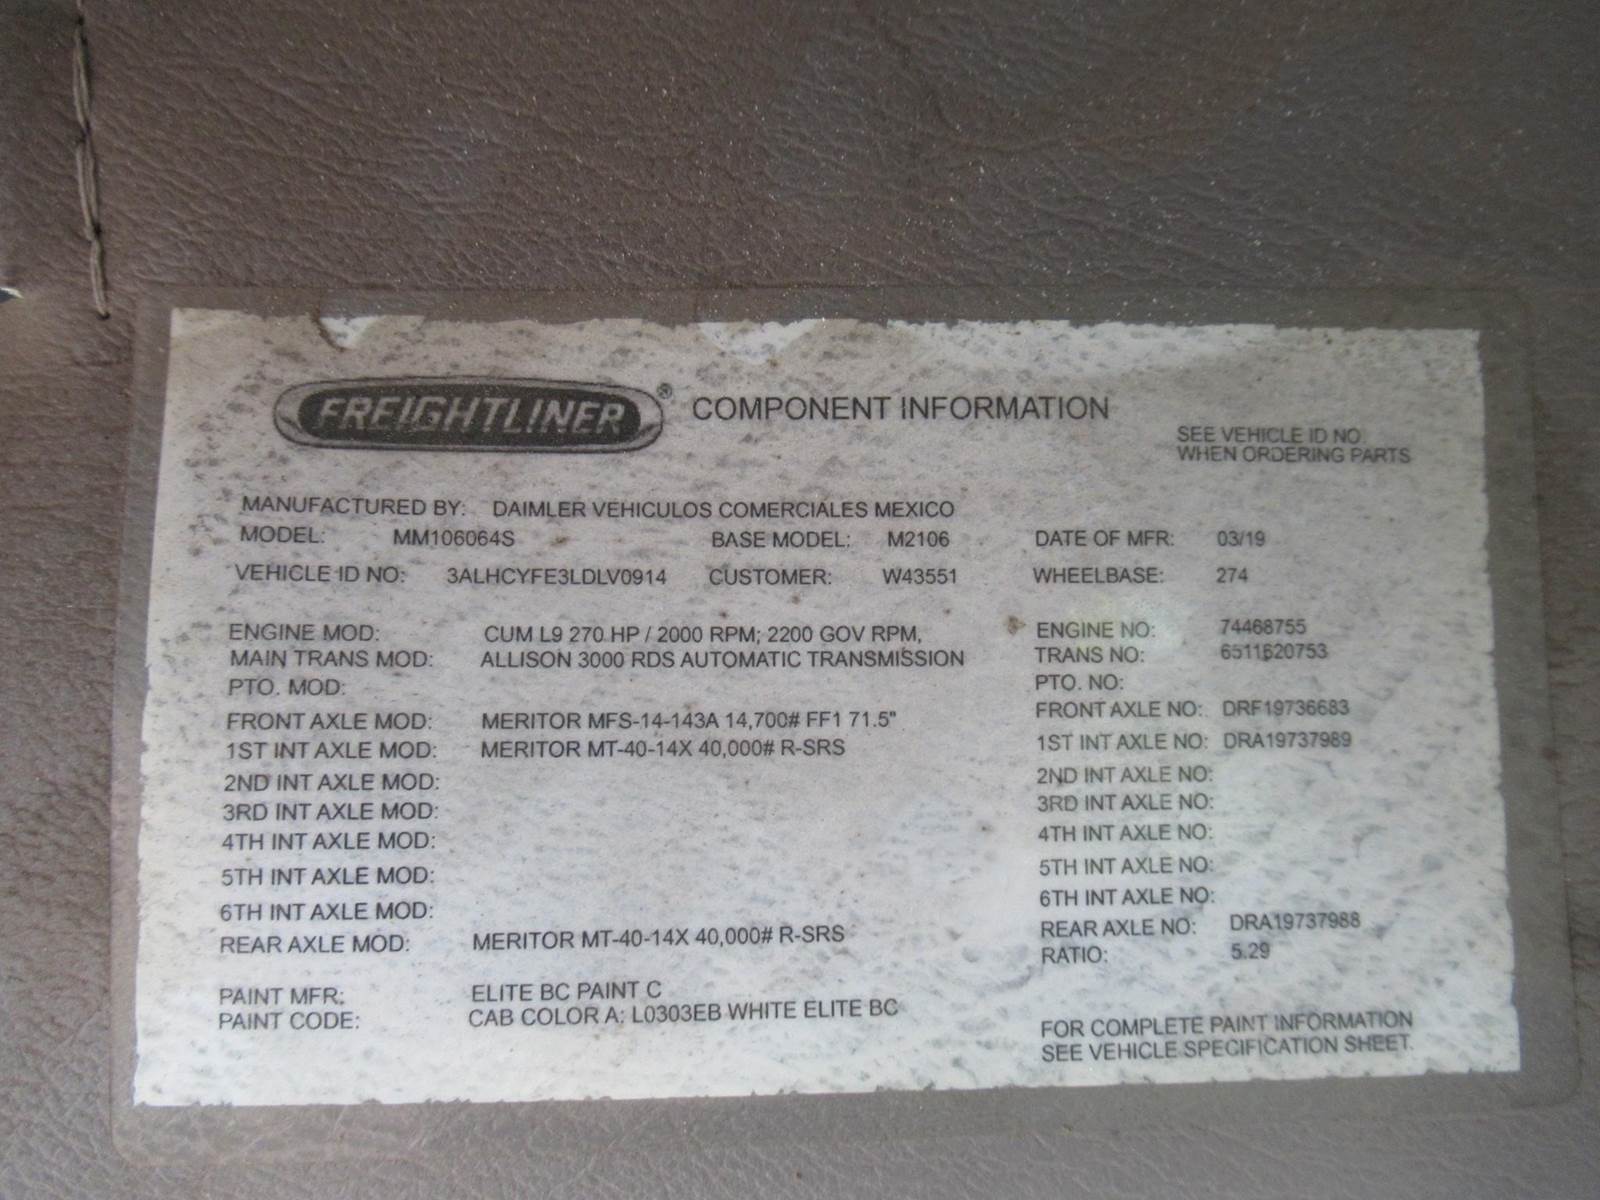 FREIGHTLINER® COMPONENT INFORMATION
SEE VEHICLE ID NO.
WHEN ORDERING PARTS
MANUFACTURED BY: DAIMLER VEHICULOS COMERCIALES MEXICO
MODEL: MM106064S BASE MODEL: M2106 DATE OF MFR: 03/19
VEHICLE ID NO: 3ALHCYFE3LDLV0914 CUSTOMER: W43551 WHEELBASE: 274
ENGINE MOD: CUM L9 270 HP / 2000 RPM; 2200 GOV RPM, ENGINE NO: 74468755
MAIN TRANS MOD: ALLISON 3000 RDS AUTOMATIC TRANSMISSION TRANS NO: 6511620753
PTO. MOD: PTO. NO:
FRONT AXLE MOD: MERITOR MFS-14-143A 14,700# FF1 71.5" FRONT AXLE NO: DRF19736683
1ST INT AXLE MOD: MERITOR MT-40-14X 40,000# R-SRS 1ST INT AXLE NO: DRA19737989
2ND INT AXLE MOD: 2ND INT AXLE NO:
3RD INT AXLE MOD: 3RD INT AXLE NO:
4TH INT AXLE MOD: 4TH INT AXLE NO:
5TH INT AXLE MOD: 5TH INT AXLE NO:
6TH INT AXLE MOD: 6TH INT AXLE NO:
REAR AXLE MOD: MERITOR MT-40-14X 40,000# R-SRS REAR AXLE NO: DRA19737988
RATIO: 5.29
PAINT MFR: ELITE BC PAINT C
PAINT CODE: CAB COLOR A: L0303EB WHITE ELITE BC
FOR COMPLETE PAINT INFORMATION
SEE VEHICLE SPECIFICATION SHEET.